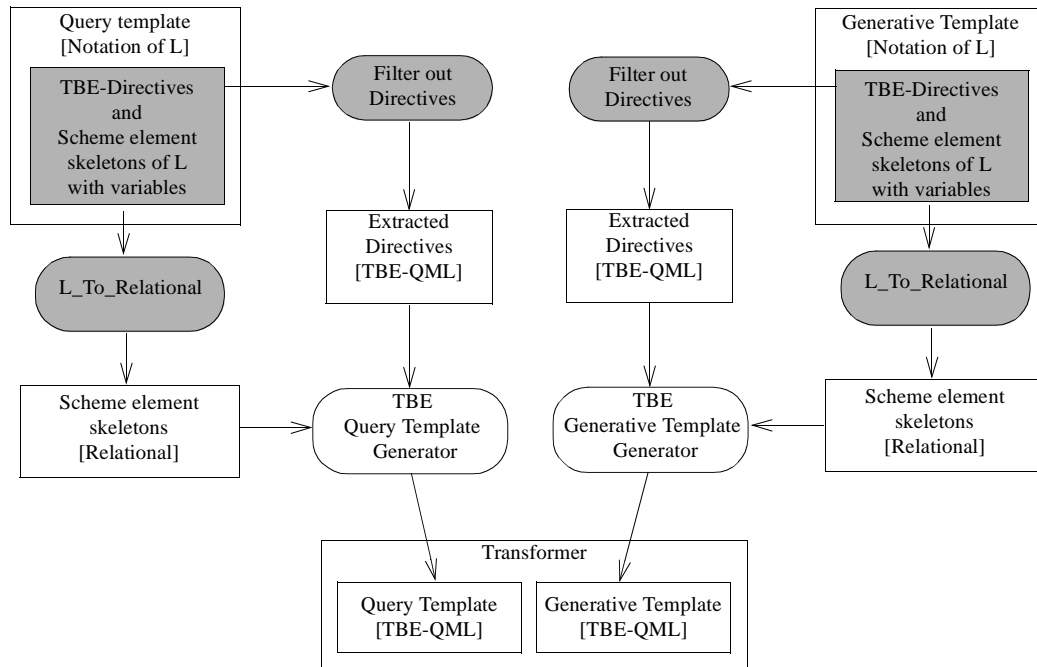 Query template
[Notation of L]
TBE-Directives
and
Scheme element
skeletons of L
with variables
Filter out
Directives
Filter out
Directives
Generative Template
[Notation of L]
TBE-Directives
and
Scheme element
skeletons of L
with variables
Extracted
Directives
[TBE-QML]
Extracted
Directives
[TBE-QML]
L_To_Relational
L_To_Relational
Scheme element
skeletons
[Relational]
TBE
Query Template
Generator
TBE
Generative Template
Generator
Scheme element
skeletons
[Relational]
Transformer
Query Template
[TBE-QML]
Generative Template
[TBE-QML]